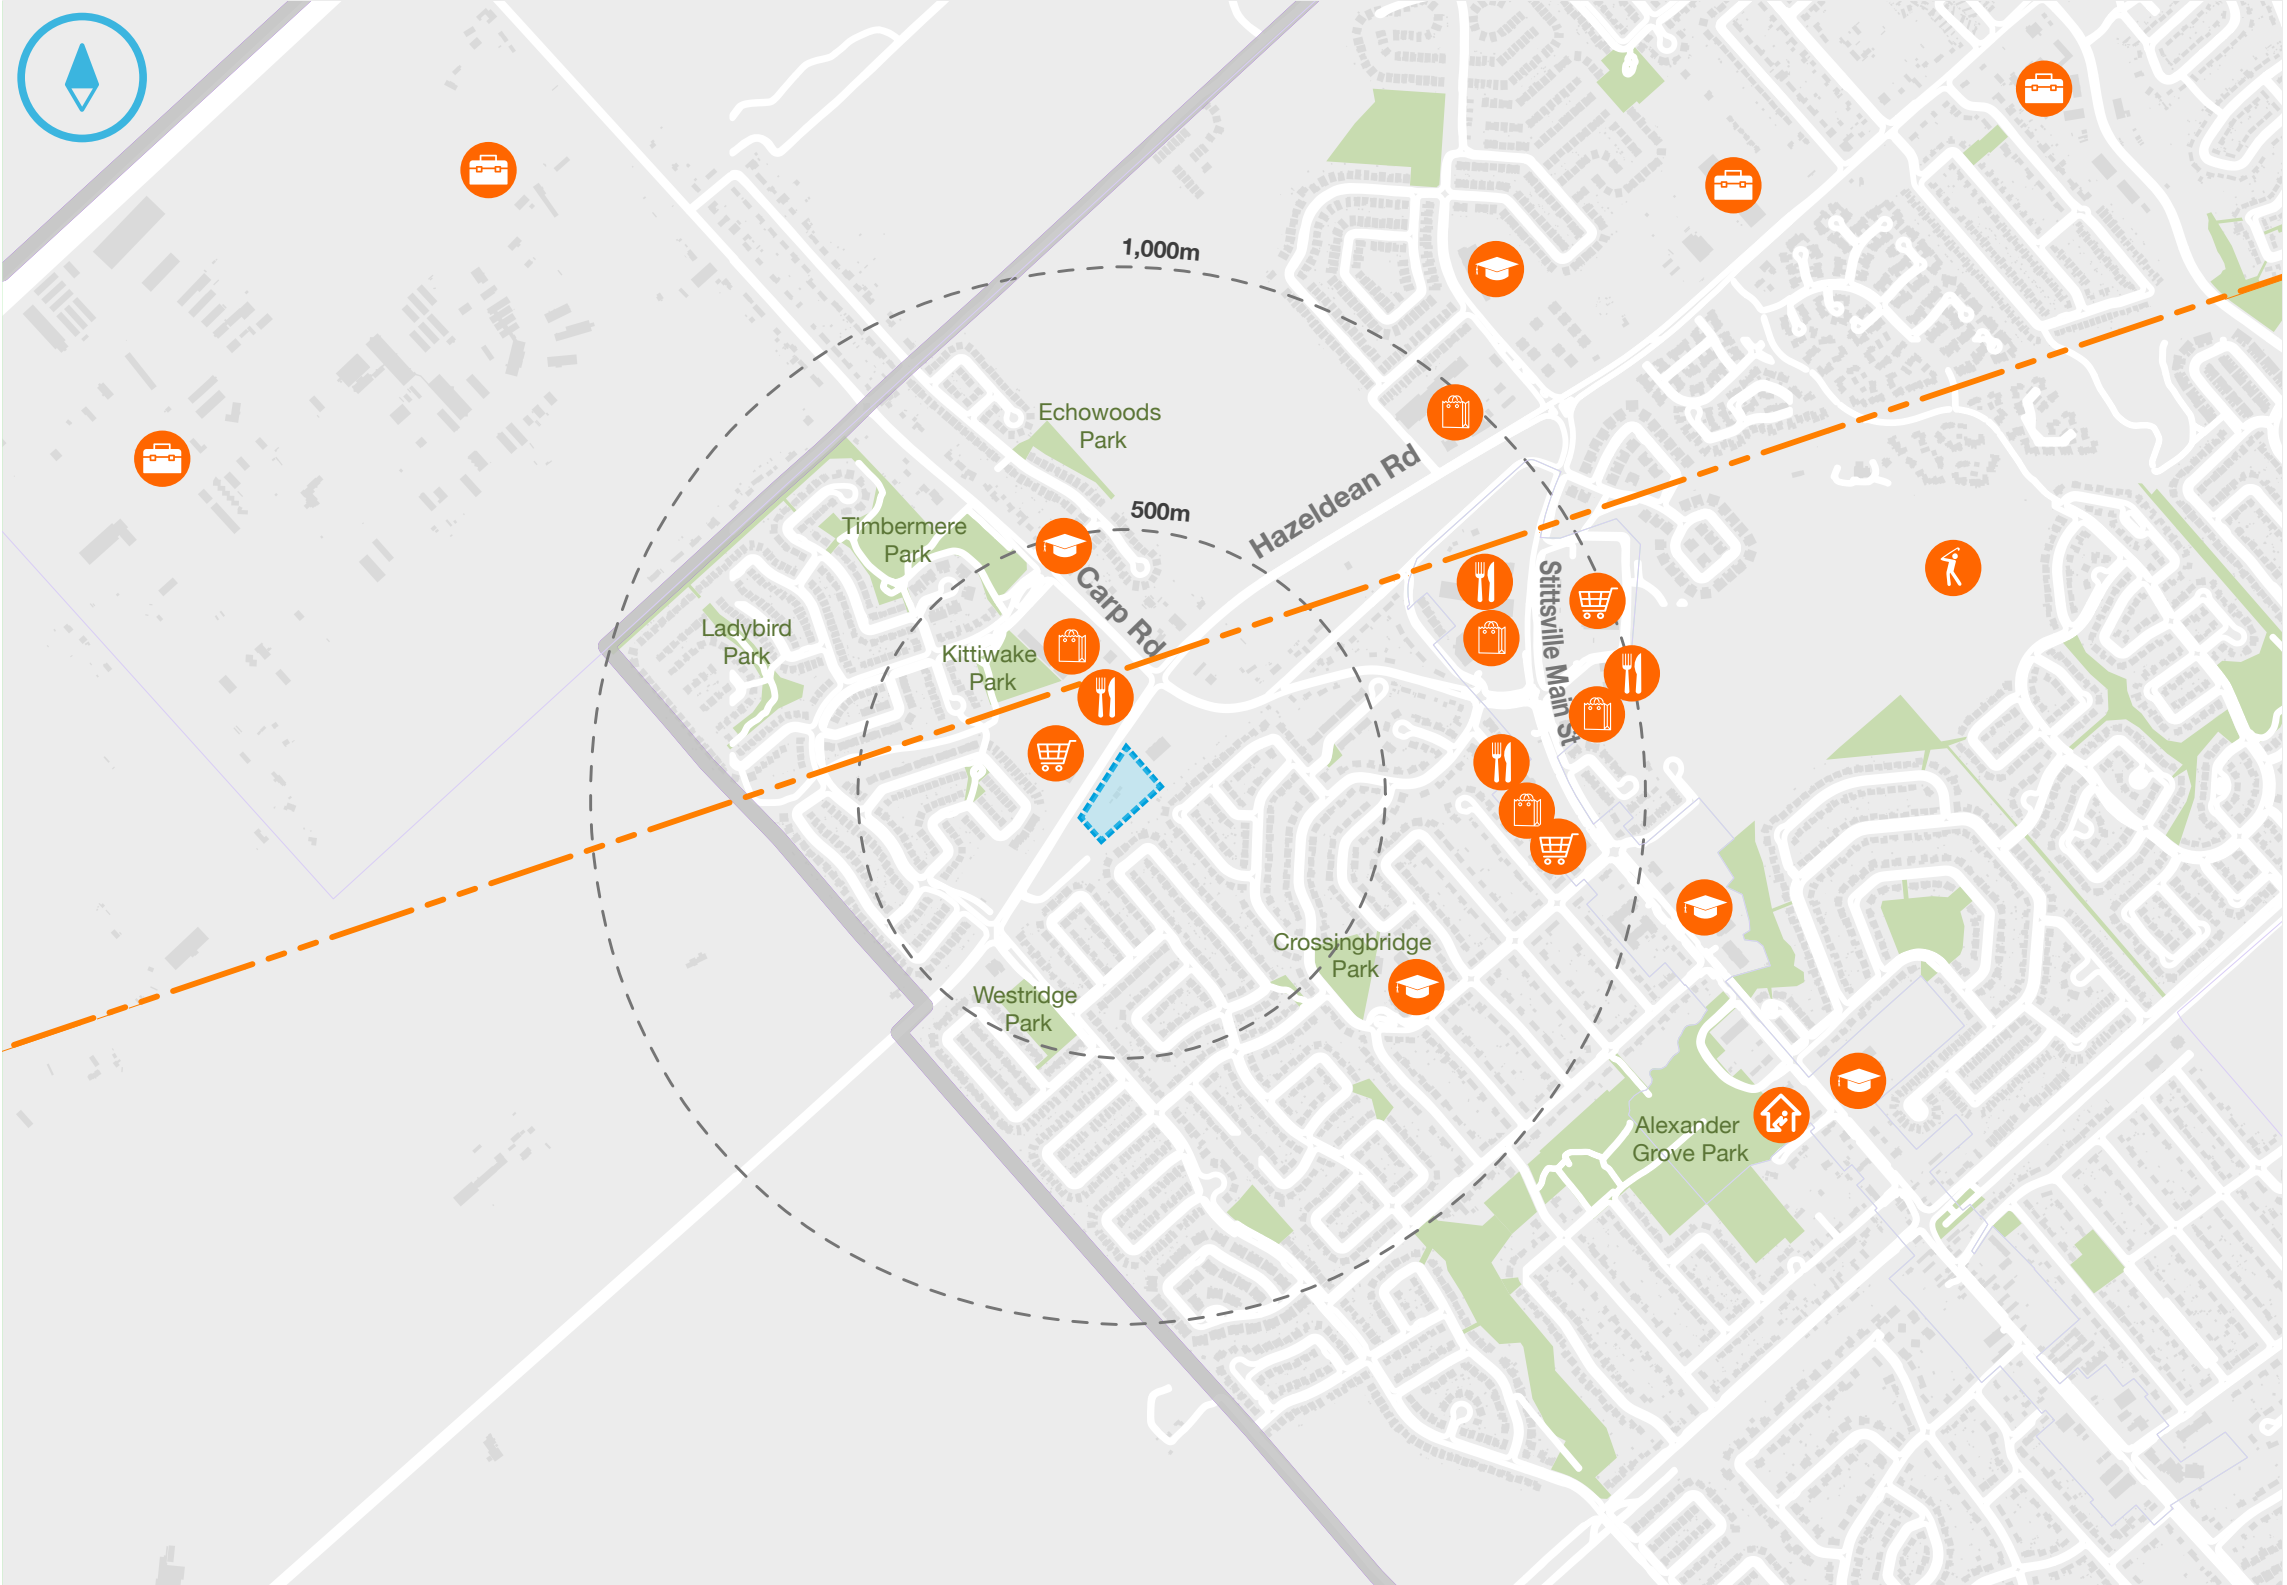 1,000m
Echowoods
Park
Hazeldean Rd
500m
Timbermere
Park
Carp Rd
Stittsville Main St
Ladybird
Park
Kittiwake
Park
Crossingbridge
Park
Westridge
Park
Alexander
Grove Park